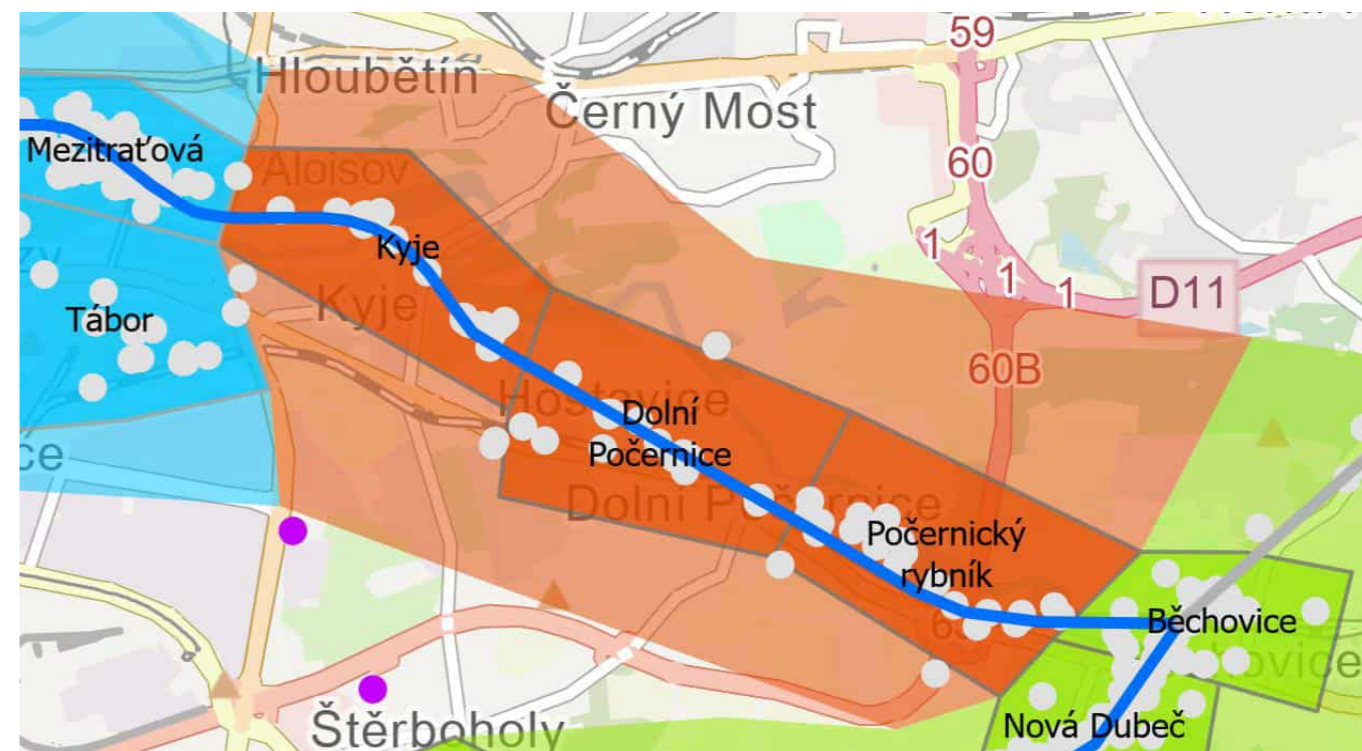 59
Hloubětín
Černý Most
Mezitraťová
Aloisov
60
Kyje
1
1
1
D11
Kyje
Tábor
60B
Hostavice
Dolní
Počernice
Dolní Počernice
Počernický
rybník
Běchovice
Nová Dubeč
Štěrboholy